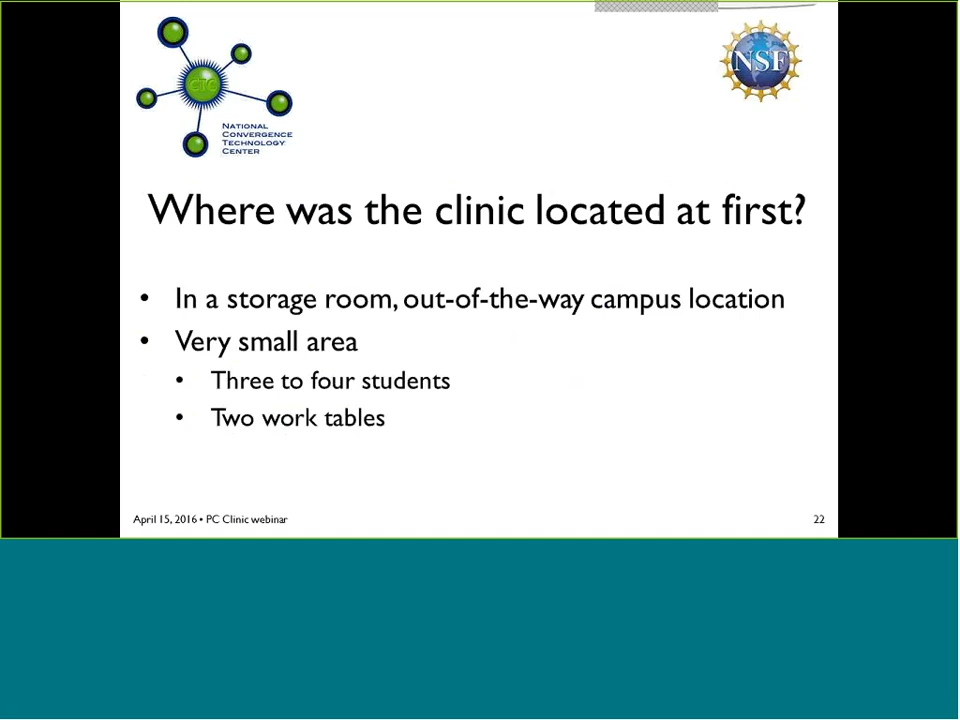 CTC
NSF
NATIONAL
CONVERGENCE
TECHNOLOGY
CENTER
Where was the clinic located at first?
• In a storage room, out-of-the-way campus location
• Very small area
• Three to four students
• Two work tables
April 15, 2016 • PC Clinic webinar
22